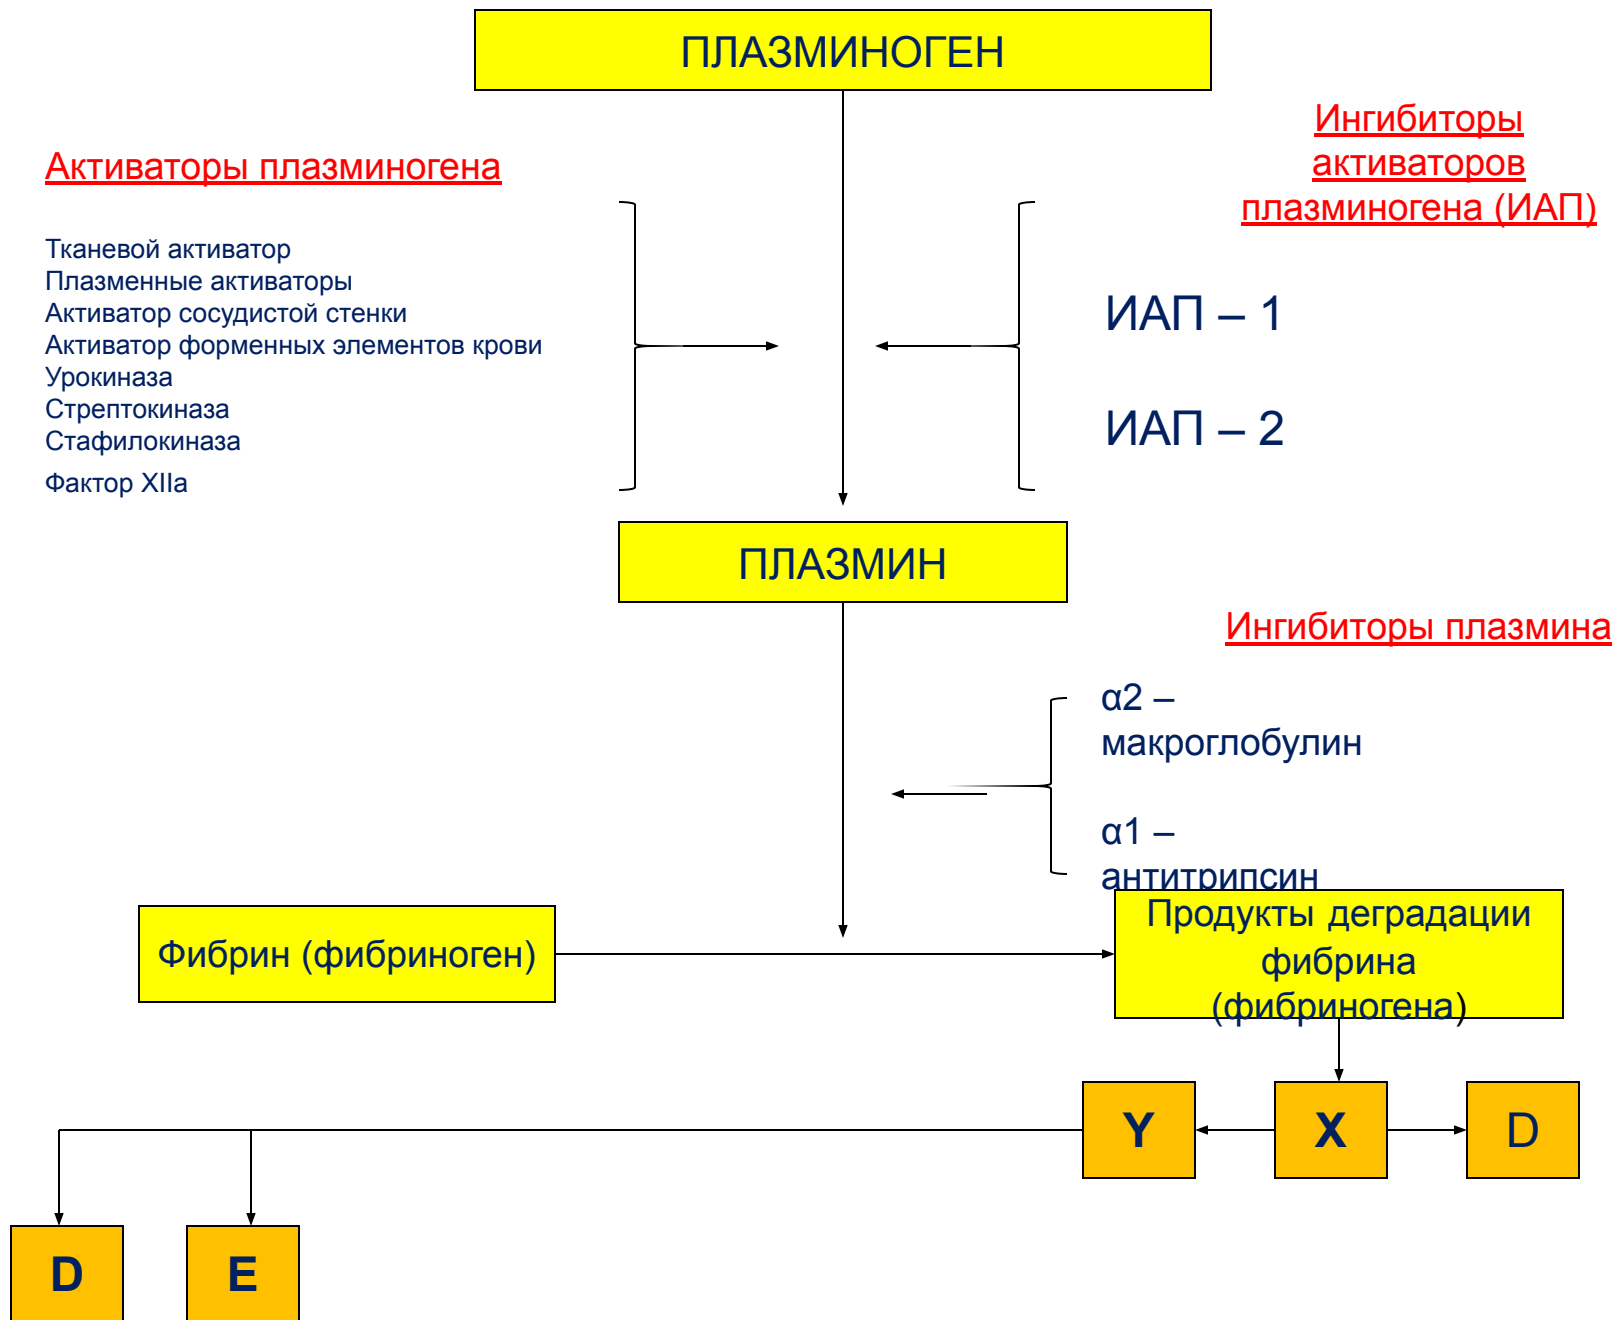 ПЛАЗМИНОГЕН
Активаторы плазминогена
Ингибиторы
активаторов
плазминогена (ИАП)
Тканевой активатор
Плазменные активаторы
Активатор сосудистой стенки
Активатор форменных элементов крови
Урокиназа
Стрептокиназа
Стафилокиназа
Фактор XIIа
ИАП – 1
ИАП – 2
ПЛАЗМИН
Ингибиторы плазмина
α2 –
макроглобулин
α1 –
антитрипсин
Фибрин (фибриноген)
Продукты деградации
фибрина
(фибриногена)
Y
X
D
D
E